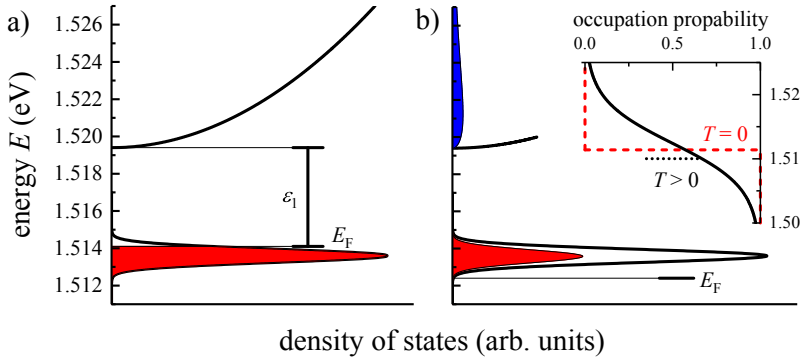 a)
b)
occupation propability
0.0 0.5 1.0
1.526
1.524
1.522
1.520
1.518
1.516
1.514
1.512
energy E (eV)
ε1
EF
EF
1.52
1.51
1.50
T = 0
T > 0
density of states (arb. units)